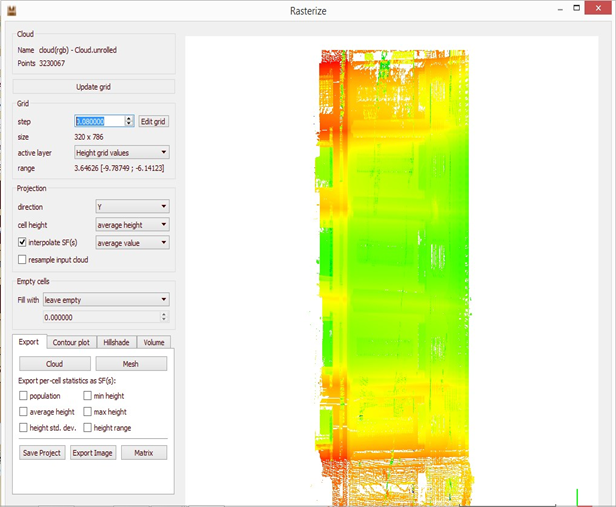 Rasterize
Cloud
Name cloud(rgb) - Cloud.unrolled
Points 3230067
Update grid
Grid
step 0.080000 Edit grid
size 320 x 786
active layer Height grid values
range 3.64626 [-9.78749 ; -6.14123]
Projection
direction Y
cell height average height
interpolate SF(s) average value
resample input cloud
Empty cells
Fill with leave empty
0.000000
Export Contour plot Hillshade Volume
Cloud Mesh
Export per-cell statistics as SF(s):
population min height
average height max height
height std. dev. height range
Save Project Export Image Matrix